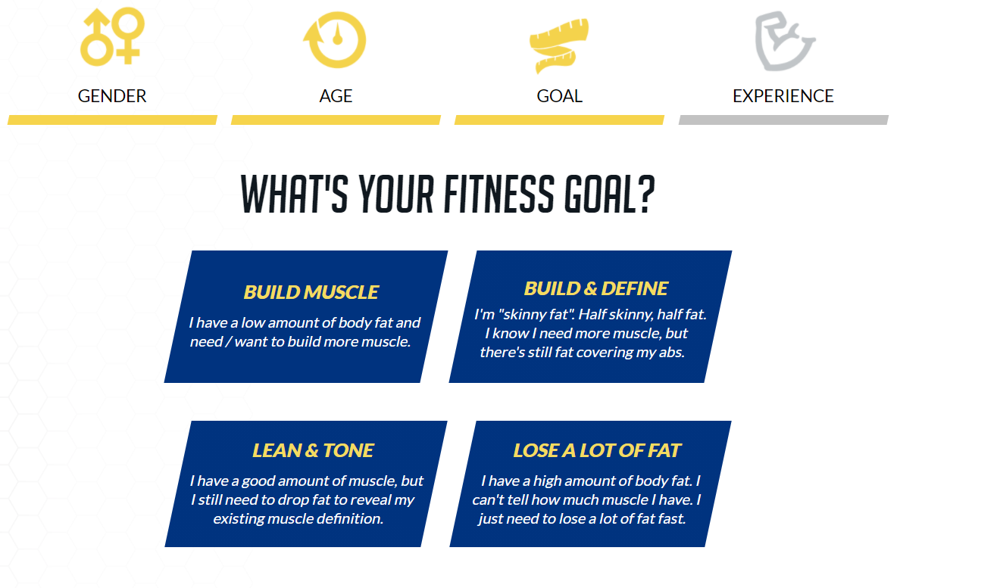 GENDER
AGE
GOAL
EXPERIENCE
WHAT'S YOUR FITNESS GOAL?
BUILD MUSCLE
I have a low amount of body fat and
need / want to build more muscle.
BUILD & DEFINE
I'm "skinny fat". Half skinny, half fat.
I know I need more muscle, but
there's still fat covering my abs.
LEAN & TONE
I have a good amount of muscle, but
I still need to drop fat to reveal my
existing muscle definition.
LOSE A LOT OF FAT
I have a high amount of body fat. I
can't tell how much muscle I have. I
just need to lose a lot of fat fast.